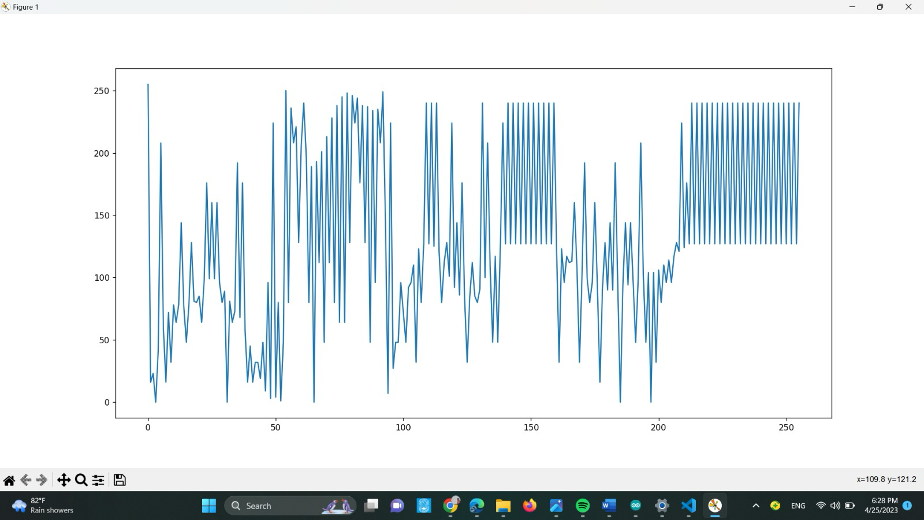 Figure 1
250
200
150
100
50
0
0 50 100 150 200 250
x=109.8 y=121.2
82°F
Rain showers
Search
ENG
6:28 PM
4/25/2023
1